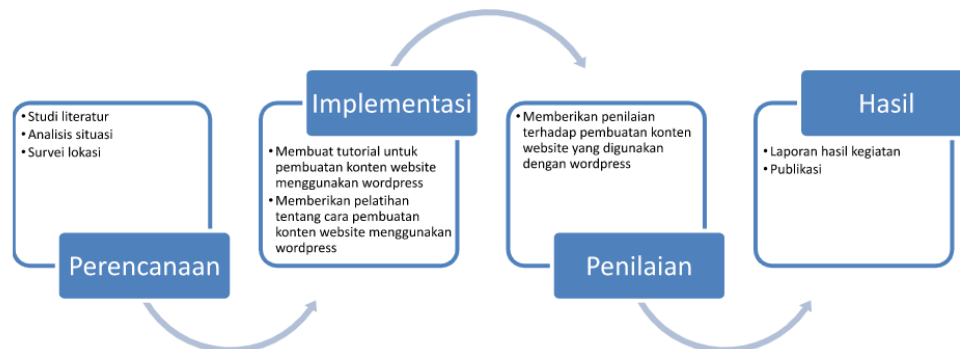 • Studi literatur
• Analisis situasi
• Survei lokasi
Perencanaan
Implementasi
• Membuat tutorial untuk
pembuatan konten website
menggunakan wordpress
• Memberikan pelatihan
tentang cara pembuatan
konten website menggunakan
wordpress
• Memberikan penilaian
terhadap pembuatan konten
website yang digunakan
dengan wordpress
Penilaian
Hasil
• Laporan hasil kegiatan
• Publikasi